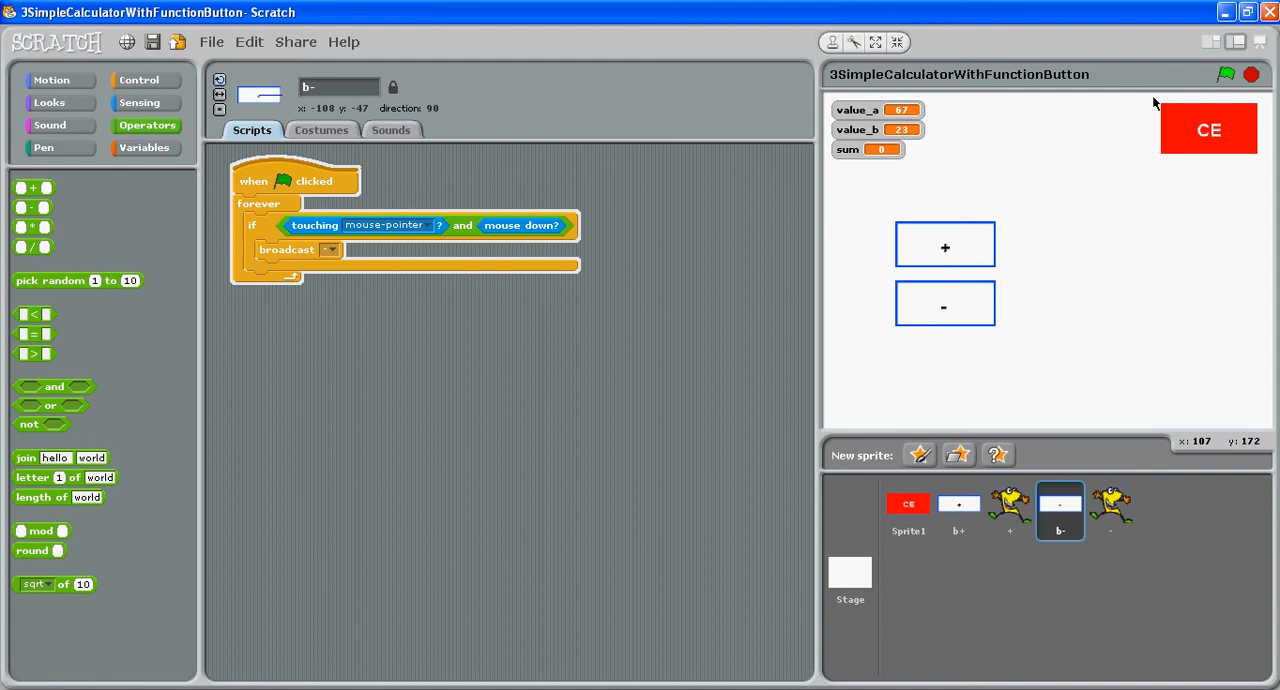 3SimpleCalculatorWithFunctionButton- Scratch
SCRATCH File Edit Share Help
Motion Control
Looks Sensing
Sound Operators
Pen Variables
+
-
*
/
pick random 1 to 10
<
=
>
and
or
not
join hello world
letter 1 of world
length of world
mod
round
sqrt of 10
b-
x: -108 y: -47 direction: 90
Scripts Costumes Sounds
when clicked
forever
if touching mouse-pointer ? and mouse down?
broadcast -
3SimpleCalculatorWithFunctionButton
value_a 67
value_b 23
sum 0
CE
+
-
x: 107 y: 172
New sprite:
CE + -
Sprite1 b+ + b- -
Stage